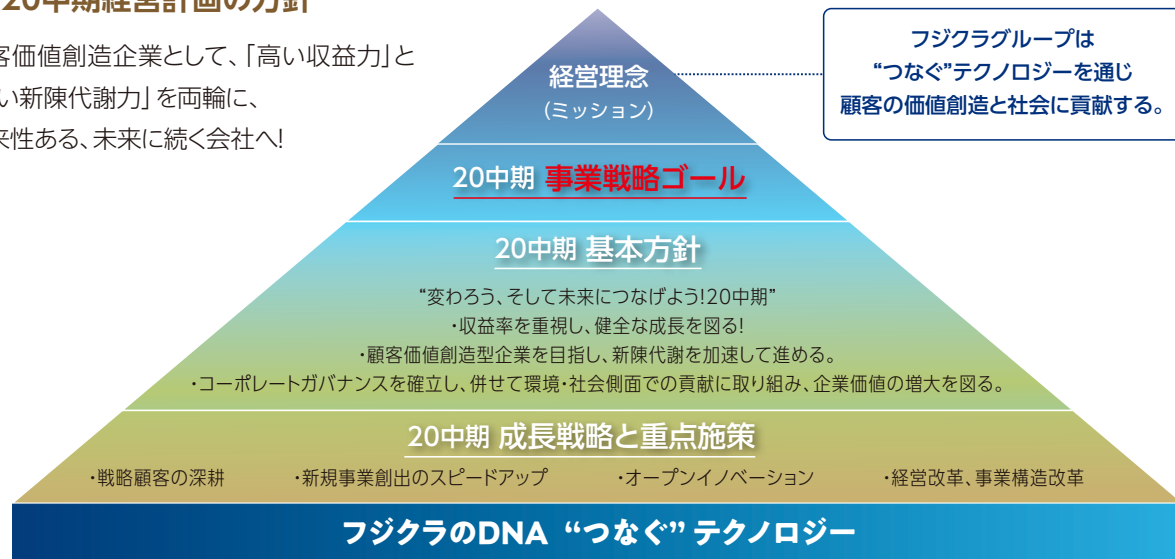 20中期経営計画の方針
客価値創造企業として、「高い収益力」と
い新陳代謝力」を両輪に、
来性ある、未来に続く会社へ!
経営理念
(ミッション)
フジクラグループは
“つなぐ”テクノロジーを通じ
顧客の価値創造と社会に貢献する。
20中期 事業戦略ゴール
20中期 基本方針
“変わろう、そして未来につなげよう!20中期”
・収益率を重視し、健全な成長を図る!
・顧客価値創造型企業を目指し、新陳代謝を加速して進める。
・コーポレートガバナンスを確立し、併せて環境・社会側面での貢献に取り組み、企業価値の増大を図る。
20中期 成長戦略と重点施策
・戦略顧客の深耕 ・新規事業創出のスピードアップ ・オープンイノベーション ・経営改革、事業構造改革
フジクラのDNA “つなぐ” テクノロジー